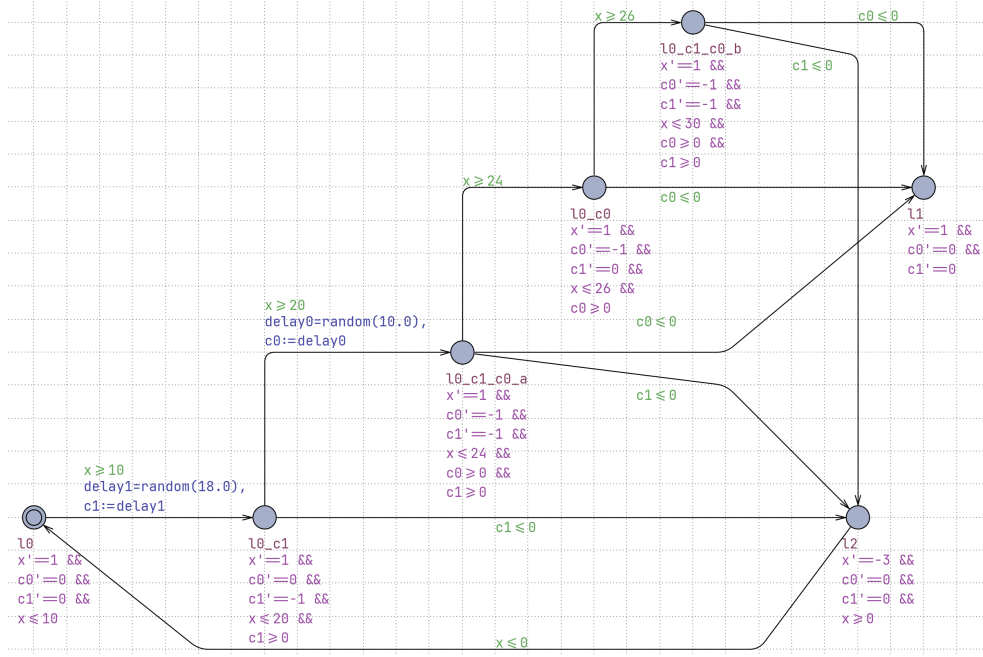 x≥26
c0≤0
l0_c1_c0_b
x'==1 &&
c0'==-1 &&
c1'==-1 &&
x≤30 &&
c0≥0 &&
c1≥0
c1≤0
x≥24
c0≤0
l0_c0
x'==1 &&
c0'==-1 &&
c1'==0 &&
x≤26 &&
c0≥0
l1
x'==1 &&
c0'==0 &&
c1'==0
x≥20
delay0=random(10.0),
c0:=delay0
c0≤0
l0_c1_c0_a
x'==1 &&
c0'==-1 &&
c1'==-1 &&
x≤24 &&
c0≥0 &&
c1≥0
c1≤0
x≥10
delay1=random(18.0),
c1:=delay1
c1≤0
l0
x'==1 &&
c0'==0 &&
c1'==0 &&
x≤10
l0_c1
x'==1 &&
c0'==0 &&
c1'==-1 &&
x≤20 &&
c1≥0
l2
x'==-3 &&
c0'==0 &&
c1'==0 &&
x≥0
x≤0